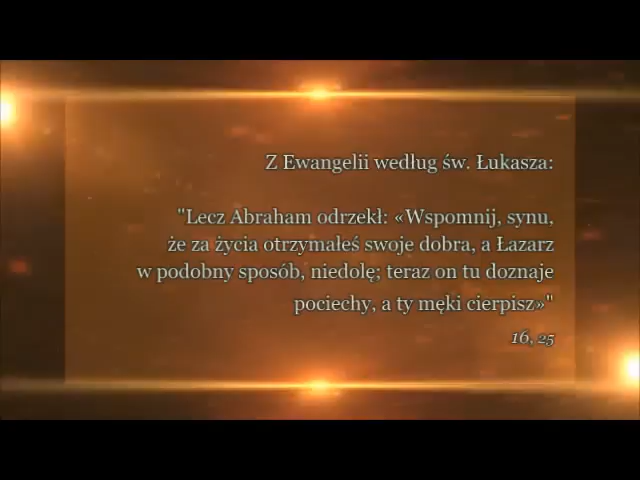 Z Ewangelii według św. Łukasza:
"Lecz Abraham odrzekł: «Wspomnij, synu,
że za życia otrzymałeś swoje dobra, a Łazarz
w podobny sposób, niedolę; teraz on tu doznaje
pociechy, a ty męki cierpisz»"
16, 25